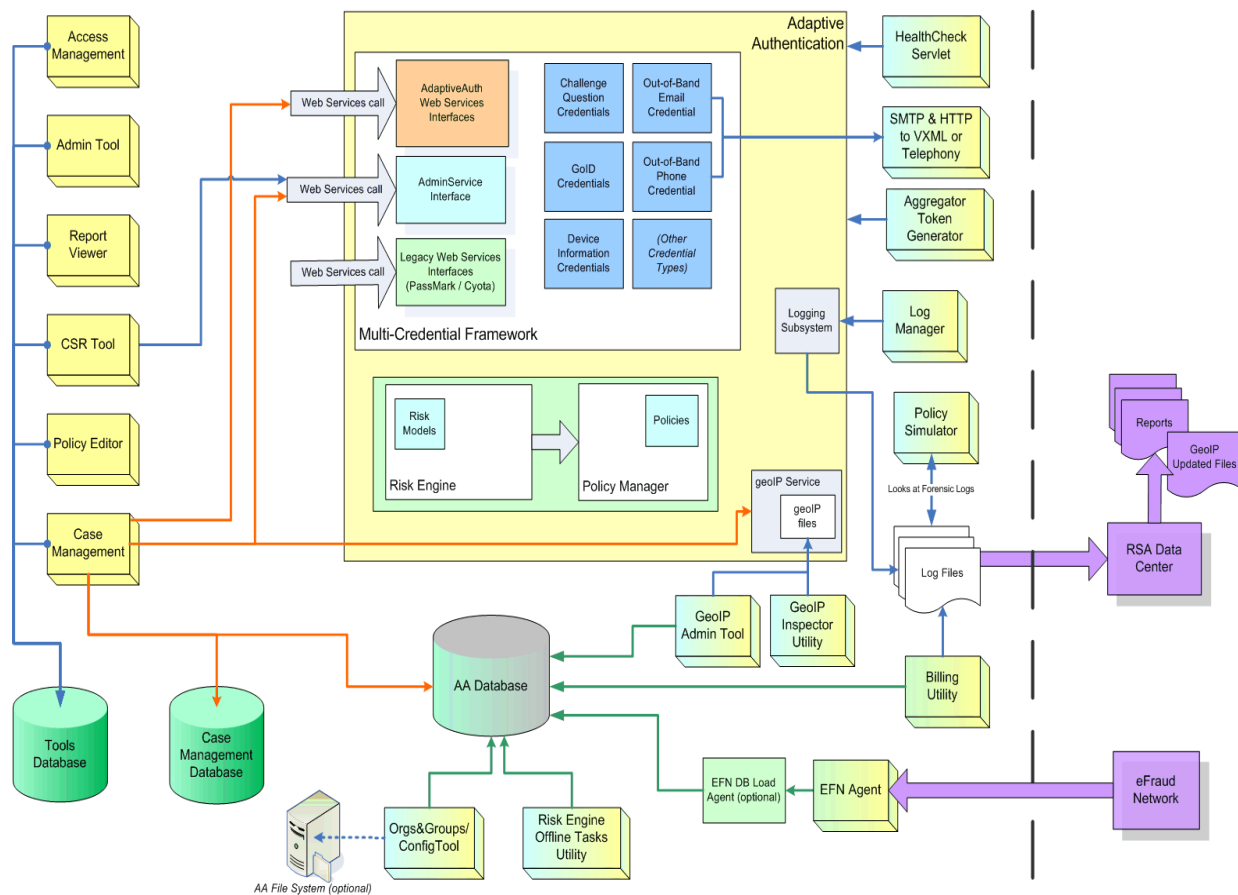 Access
Management
Admin Tool
Report
Viewer
CSR Tool
Policy Editor
Case
Management
Tools
Database
Case
Management
Database
Adaptive
Authentication
Web Services call
AdaptiveAuth
Web Services
Interfaces
Web Services call
AdminService
Interface
Web Services call
Legacy Web Services
Interfaces
(PassMark / Cyota)
Challenge
Question
Credentials
Out-of-Band
Email
Credential
GoID
Credentials
Out-of-Band
Phone
Credential
Device
Information
Credentials
(Other
Credential
Types)
Multi-Credential Framework
Logging
Subsystem
Risk
Models
Risk Engine
Policies
Policy Manager
geoIP Service
geoIP
files
HealthCheck
Servlet
SMTP & HTTP
to VXML or
Telephony
Aggregator
Token
Generator
Log
Manager
Policy
Simulator
Looks at Forensic Logs
Log Files
Reports
GeoIP
Updated Files
RSA Data
Center
GeoIP
Admin Tool
GeoIP
Inspector
Utility
Billing
Utility
AA Database
EFN DB Load
Agent (optional)
EFN Agent
eFraud
Network
Orgs&Groups/
ConfigTool
Risk Engine
Offline Tasks
Utility
AA File System (optional)